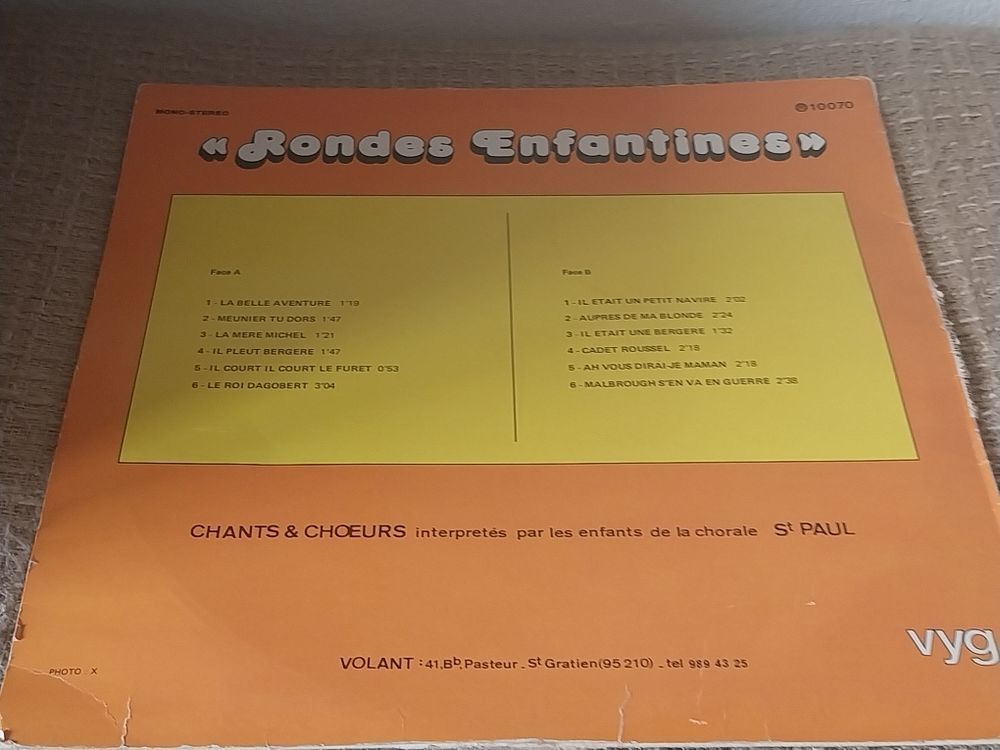 MONO-STEREO
℗10070
« Rondes Enfantines »
Face A
1 - LA BELLE AVENTURE 1'19
2 - MEUNIER TU DORS 1'47
3 - LA MERE MICHEL 1'21
4 - IL PLEUT BERGERE 1'47
5 - IL COURT IL COURT LE FURET 0'53
6 - LE ROI DAGOBERT 3'04
Face B
1 - IL ETAIT UN PETIT NAVIRE 2'02
2 - AUPRES DE MA BLONDE 2'24
3 - IL ETAIT UNE BERGERE 1'32
4 - CADET ROUSSEL 2'18
5 - AH VOUS DIRAI-JE MAMAN 2'18
6 - MALBROUGH S'EN VA EN GUERRE 2'38
CHANTS & CHŒURS interpretés par les enfants de la chorale St PAUL
vyg
VOLANT : 41, Bb. Pasteur - St Gratien (95 210) - tel 989 43 25
PHOTO : X